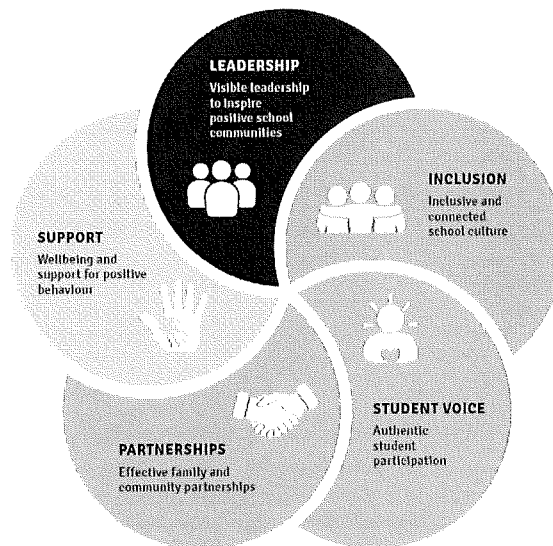 LEADERSHIP
Visible leadership
to inspire
positive school
communities
INCLUSION
Inclusive and
connected
school culture
STUDENT VOICE
Authentic
student
participation
PARTNERSHIPS
Effective family and
community partnerships
SUPPORT
Wellbeing and
support for positive
behaviour